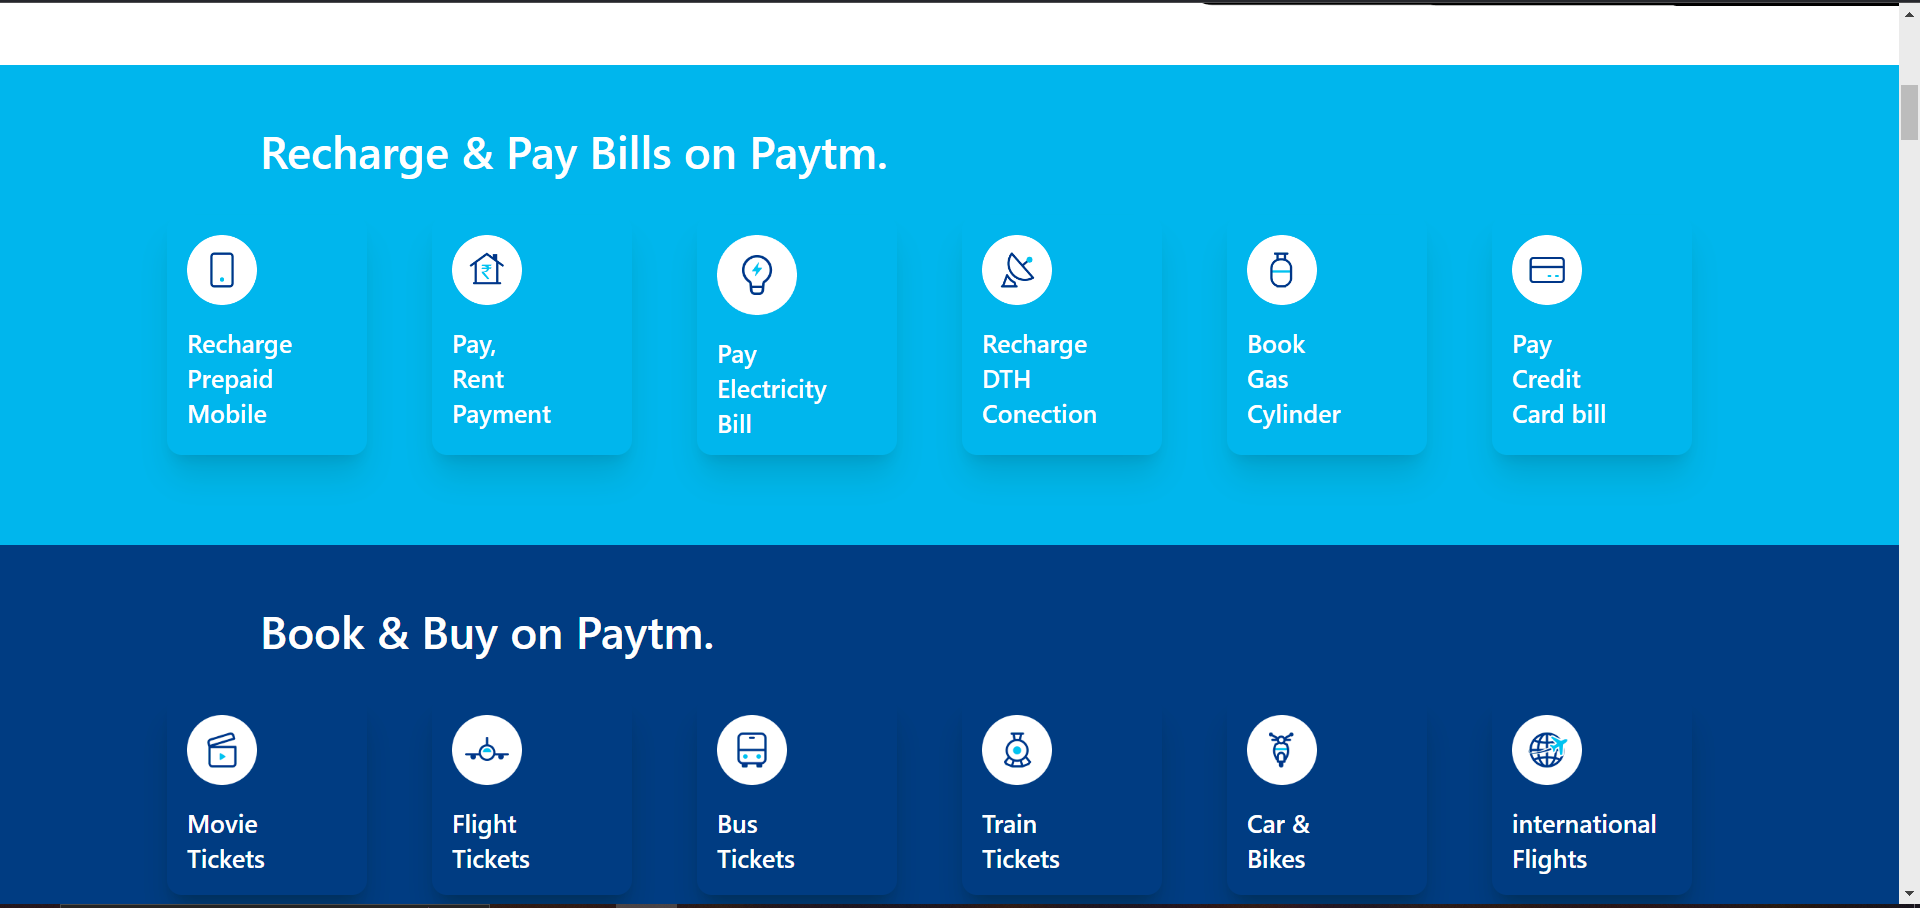 Recharge & Pay Bills on Paytm.
Recharge
Prepaid
Mobile
Pay,
Rent
Payment
Pay
Electricity
Bill
Recharge
DTH
Conection
Book
Gas
Cylinder
Pay
Credit
Card bill
Book & Buy on Paytm.
Movie
Tickets
Flight
Tickets
Bus
Tickets
Train
Tickets
Car &
Bikes
international
Flights